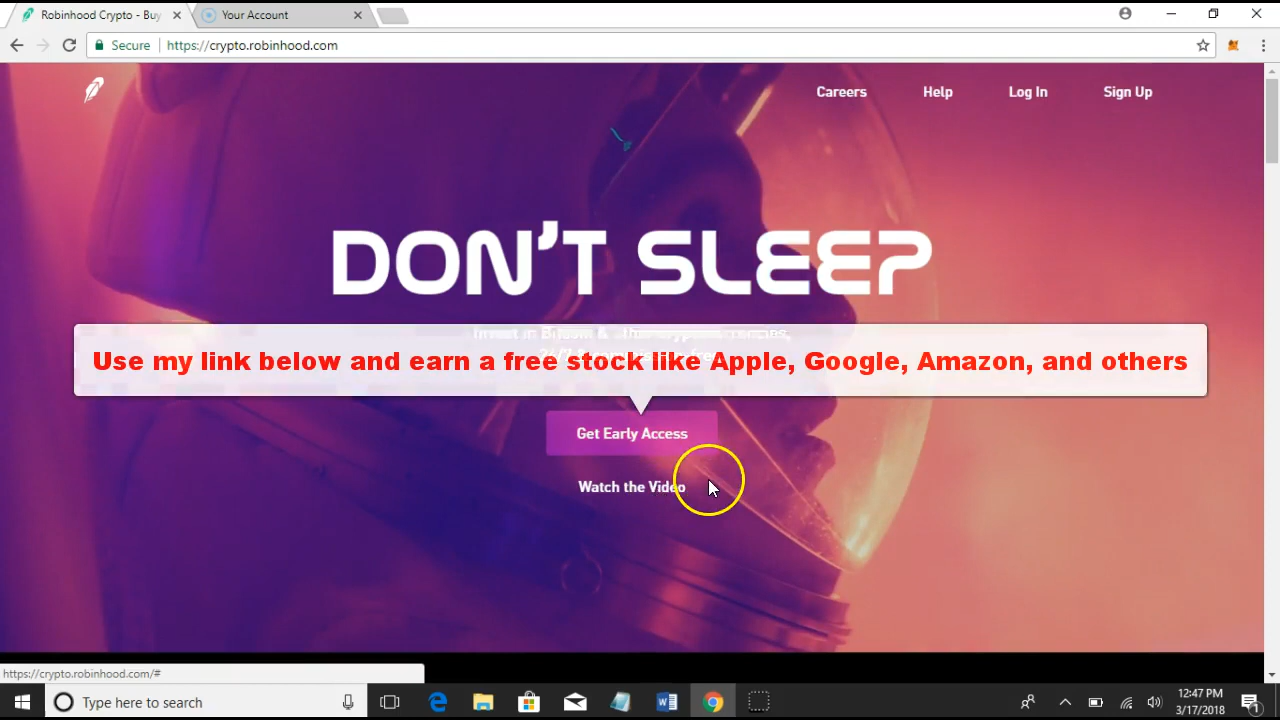 Robinhood Crypto - Buy
Your Account
Secure
https://crypto.robinhood.com
Careers
Help
Log In
Sign Up
DON'T SLEEP
Use my link below and earn a free stock like Apple, Google, Amazon, and others
Get Early Access
Watch the Video
https://crypto.robinhood.com/#
Type here to search
12:47 PM
3/17/2018
1